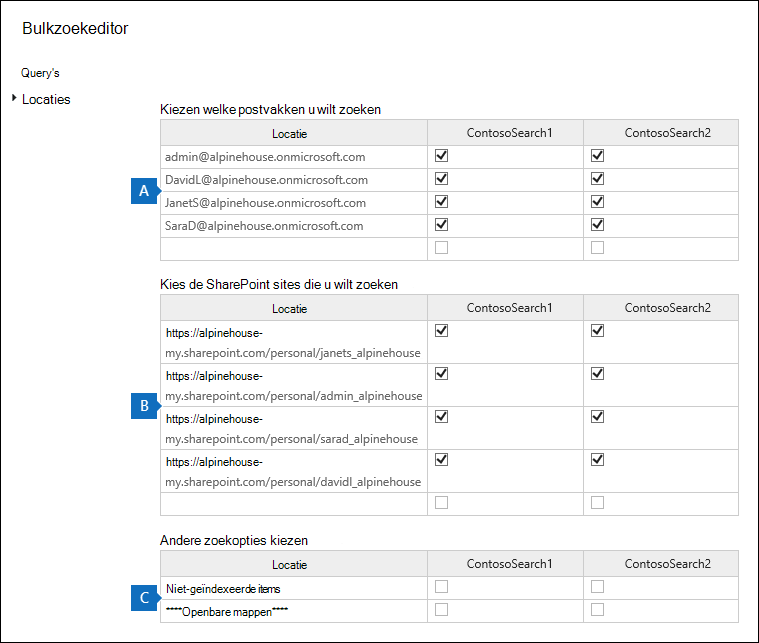 Bulkzoekeditor
Query's
Locaties
Kiezen welke postvakken u wilt zoeken
Locatie ContosoSearch1 ContosoSearch2
admin@alpinehouse.onmicrosoft.com
DavidL@alpinehouse.onmicrosoft.com
A
JanetS@alpinehouse.onmicrosoft.com
SaraD@alpinehouse.onmicrosoft.com
Kies de SharePoint sites die u wilt zoeken
Locatie ContosoSearch1 ContosoSearch2
https://alpinehouse-
my.sharepoint.com/personal/janets_alpinehouse
https://alpinehouse-
my.sharepoint.com/personal/admin_alpinehouse
B
https://alpinehouse-
my.sharepoint.com/personal/sarad_alpinehouse
https://alpinehouse-
my.sharepoint.com/personal/davidl_alpinehouse
Andere zoekopties kiezen
Locatie ContosoSearch1 ContosoSearch2
Niet-geïndexeerde items
C
****Openbare mappen****